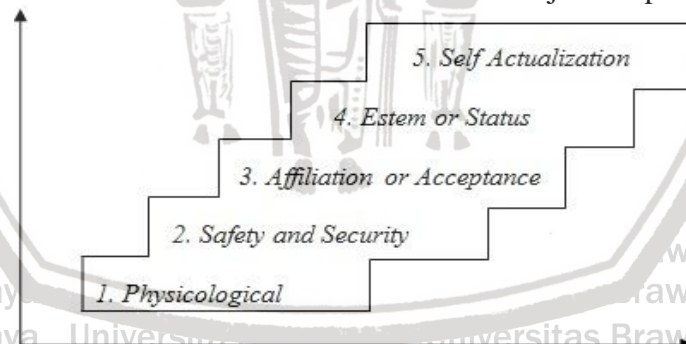 5. Self Actualization
4. Estem or Status
3. Affiliation or Acceptance
2. Safety and Security
1. Physicological